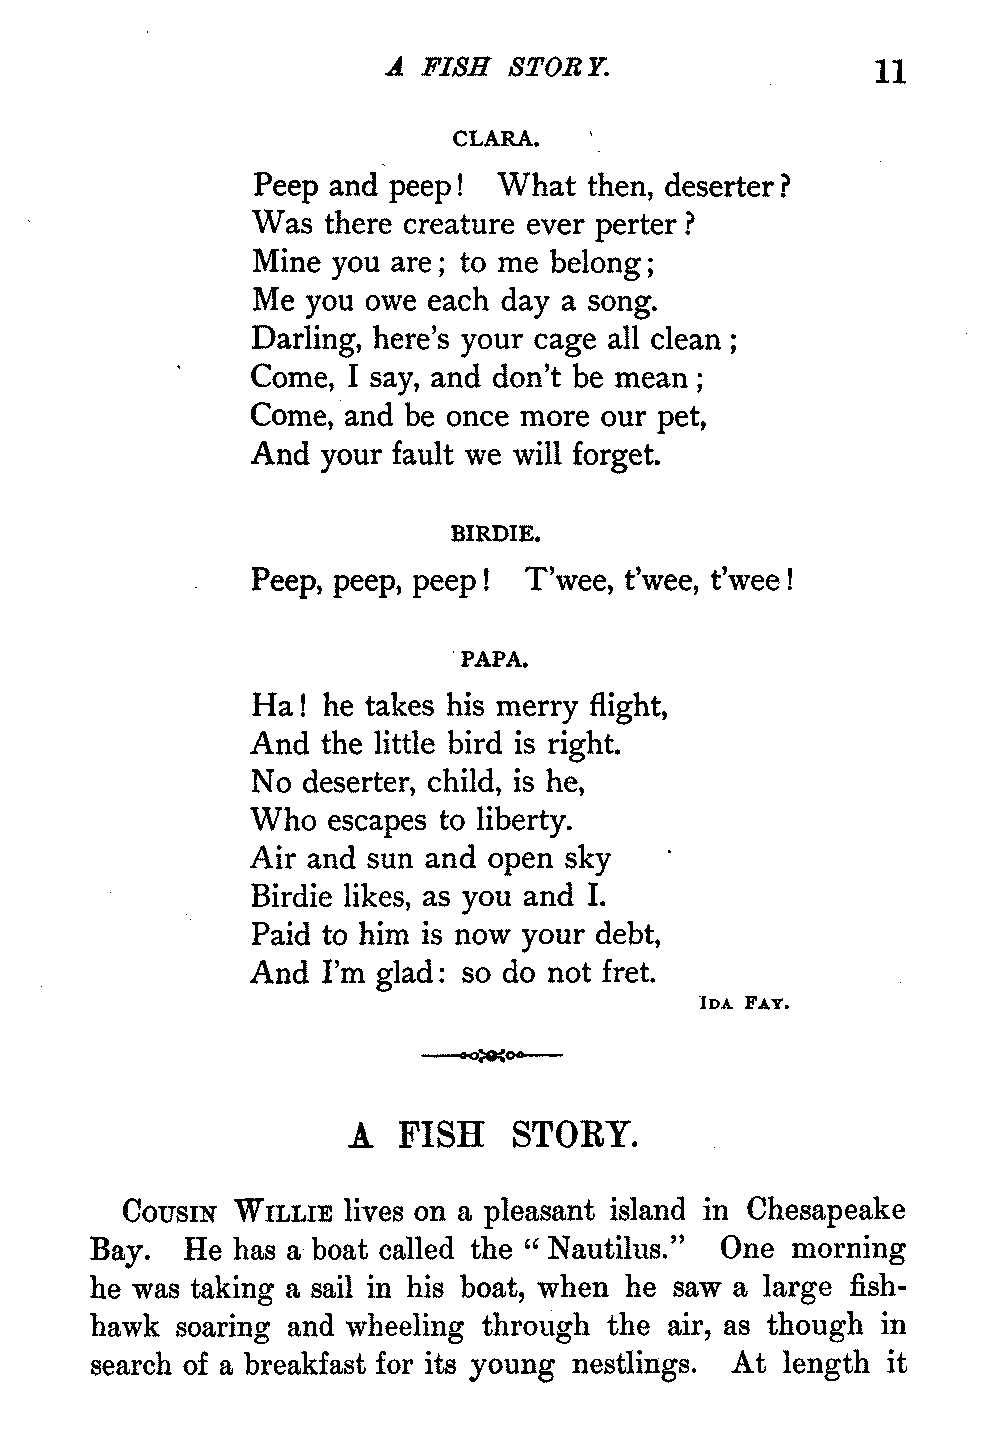 A FISH STORY. 11
CLARA.
Peep and peep! What then, deserter?
Was there creature ever perter?
Mine you are; to me belong;
Me you owe each day a song.
Darling, here's your cage all clean;
Come, I say, and don't be mean;
Come, and be once more our pet,
And your fault we will forget.
BIRDIE.
Peep, peep, peep! T'wee, t'wee, t'wee!
PAPA.
Ha! he takes his merry flight,
And the little bird is right.
No deserter, child, is he,
Who escapes to liberty.
Air and sun and open sky
Birdie likes, as you and I.
Paid to him is now your debt,
And I'm glad: so do not fret.
IDA FAY.
A FISH STORY.
COUSIN WILLIE lives on a pleasant island in Chesapeake
Bay. He has a boat called the "Nautilus." One morning
he was taking a sail in his boat, when he saw a large fish-
hawk soaring and wheeling through the air, as though in
search of a breakfast for its young nestlings. At length it